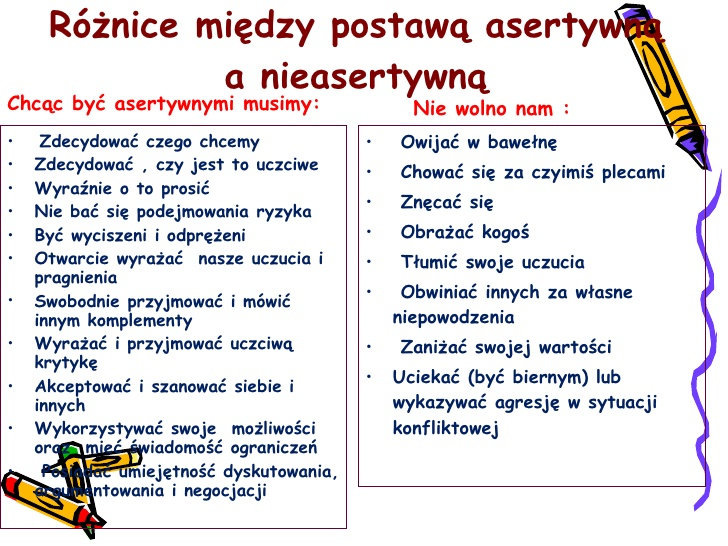 Różnice między postawą asertywną
a nieasertywną
Chcąc być asertywnymi musimy:
• Zdecydować czego chcemy
• Zdecydować , czy jest to uczciwe
• Wyraźnie o to prosić
• Nie bać się podejmowania ryzyka
• Być wyciszeni i odprężeni
• Otwarcie wyrażać nasze uczucia i
pragnienia
• Swobodnie przyjmować i mówić
innym komplementy
• Wyrażać i przyjmować uczciwą
krytykę
• Akceptować i szanować siebie i
innych
• Wykorzystywać swoje możliwości
oraz mieć świadomość ograniczeń
• Posiadać umiejętność dyskutowania,
argumentowania i negocjacji
Nie wolno nam :
• Owijać w bawełnę
• Chować się za czyimiś plecami
• Znęcać się
• Obrażać kogoś
• Tłumić swoje uczucia
• Obwiniać innych za własne
niepowodzenia
• Zaniżać swojej wartości
• Uciekać (być biernym) lub
wykazywać agresję w sytuacji
konfliktowej